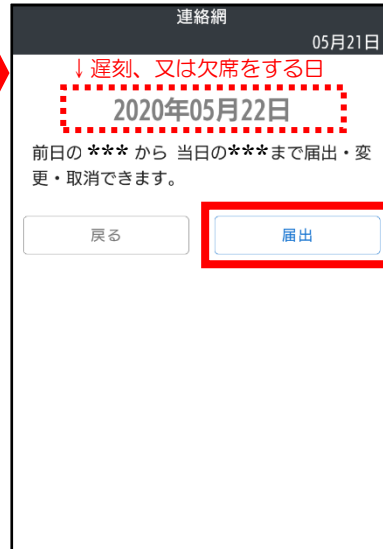 連絡網
05月21日
↓遅刻、又は欠席をする日
2020年05月22日
前日の *** から 当日の***まで届出・変
更・取消できます。
戻る
届出